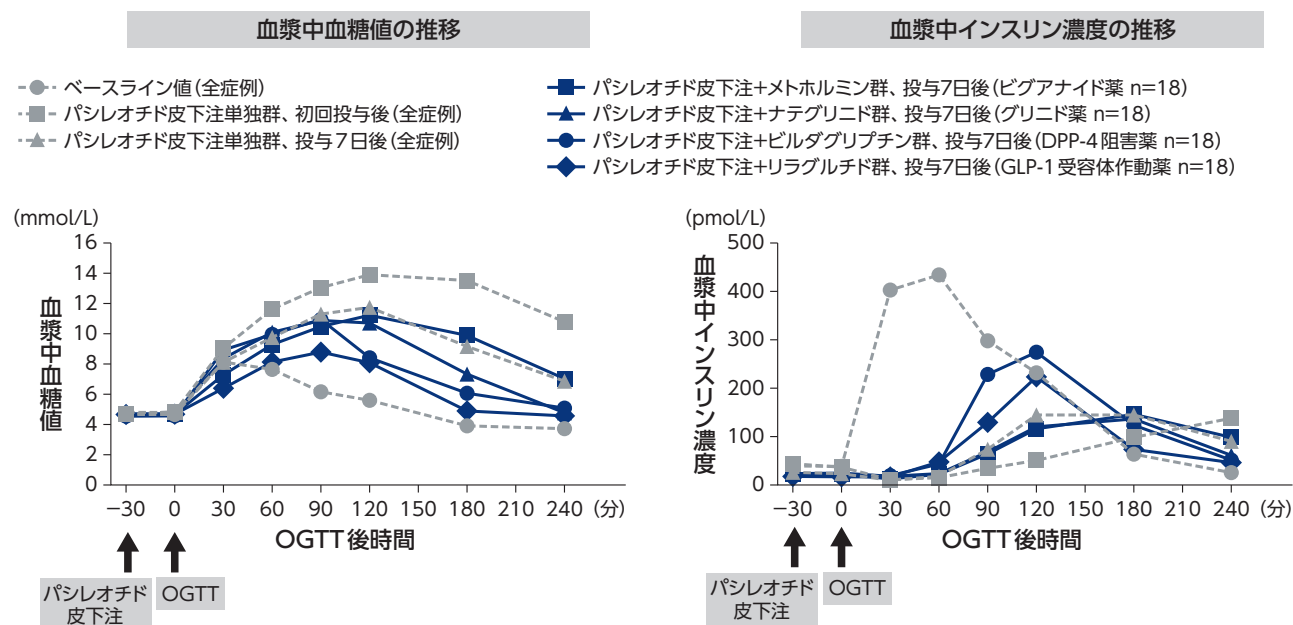 血漿中血糖値の推移
血漿中インスリン濃度の推移
ベースライン値(全症例)
パシレオチド皮下注単独群、初回投与後(全症例)
パシレオチド皮下注単独群、投与7日後(全症例)
パシレオチド皮下注+メトホルミン群、投与7日後(ビグアナイド薬 n=18)
パシレオチド皮下注+ナテグリニド群、投与7日後(グリニド薬 n=18)
パシレオチド皮下注+ビルダグリプチン群、投与7日後(DPP-4阻害薬 n=18)
パシレオチド皮下注+リラグルチド群、投与7日後(GLP-1受容体作動薬 n=18)
(mmol/L)
16
14
12
10
8
6
4
2
0
血漿中血糖値
−30 0 30 60 90 120 150 180 210 240 (分)
OGTT後時間
パシレオチド
皮下注
OGTT
(pmol/L)
500
400
300
200
100
0
血漿中インスリン濃度
−30 0 30 60 90 120 150 180 210 240 (分)
OGTT後時間
パシレオチド
皮下注
OGTT